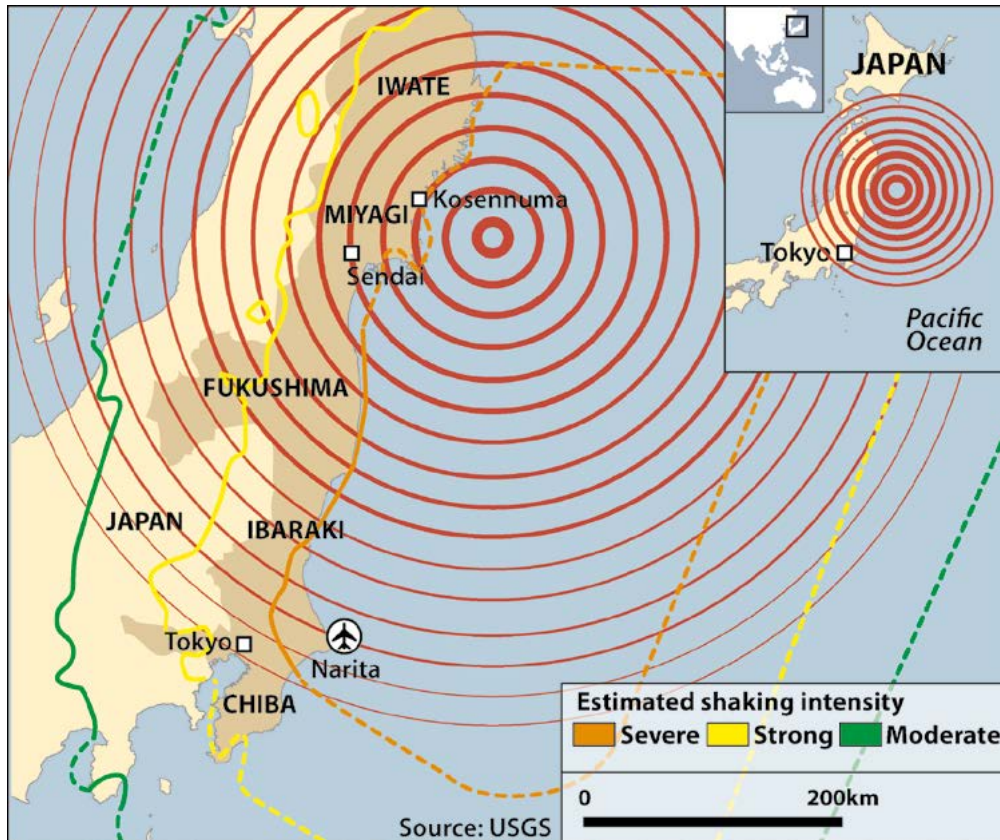 IWATE
MIYAGI
Kosennuma
Sendai
FUKUSHIMA
JAPAN
IBARAKI
Tokyo
Narita
CHIBA
JAPAN
Tokyo
Pacific
Ocean
Estimated shaking intensity
Severe Strong Moderate
0 200km
Source: USGS